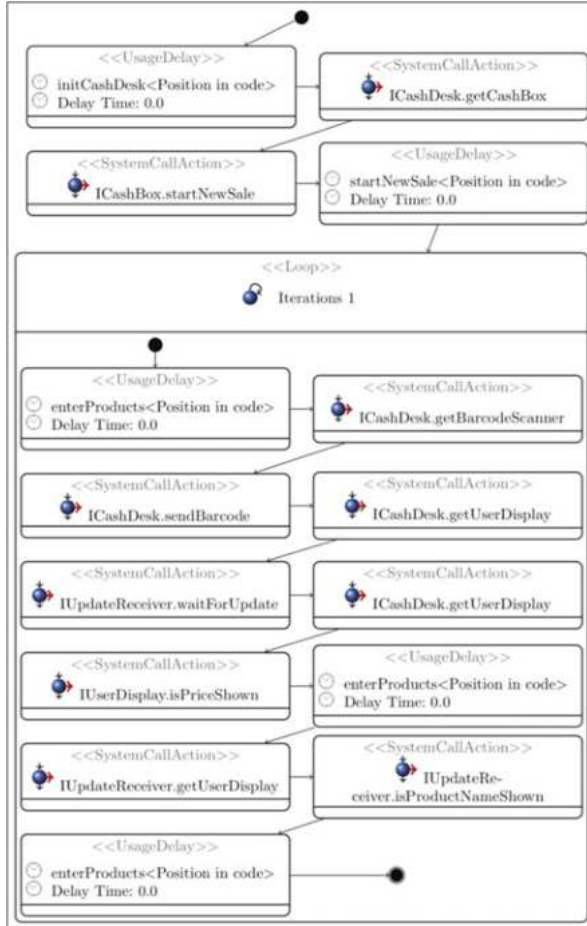 <<UsageDelay>>
initCashDesk<Position in code>
Delay Time: 0.0
<<SystemCallAction>>
ICashDesk.getCashBox
<<SystemCallAction>>
ICashBox.startNewSale
<<UsageDelay>>
startNewSale<Position in code>
Delay Time: 0.0
<<Loop>>
Iterations 1
<<UsageDelay>>
enterProducts<Position in code>
Delay Time: 0.0
<<SystemCallAction>>
ICashDesk.getBarcodeScanner
<<SystemCallAction>>
ICashDesk.sendBarcode
<<SystemCallAction>>
ICashDesk.getUserDisplay
<<SystemCallAction>>
IUpdateReceiver.waitForUpdate
<<SystemCallAction>>
ICashDesk.getUserDisplay
<<SystemCallAction>>
IUserDisplay.isPriceShown
<<UsageDelay>>
enterProducts<Position in code>
Delay Time: 0.0
<<SystemCallAction>>
IUpdateReceiver.getUserDisplay
<<SystemCallAction>>
IUpdateRe-
ceiver.isProductNameShown
<<UsageDelay>>
enterProducts<Position in code>
Delay Time: 0.0